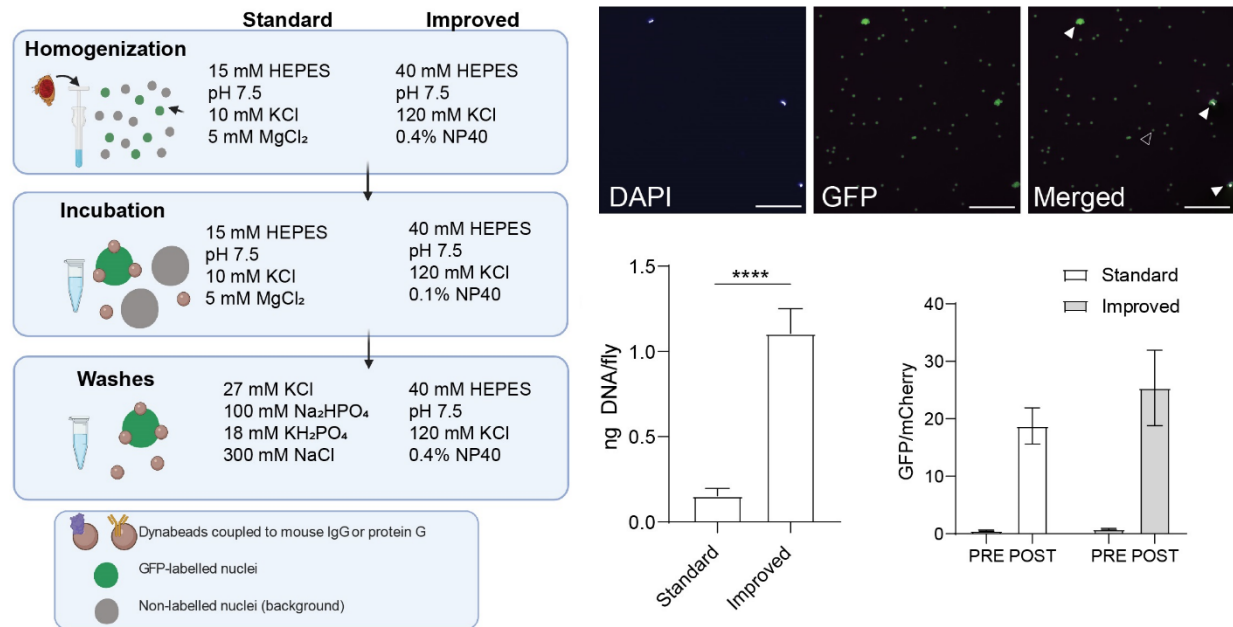 Standard
Improved
Homogenization
15 mM HEPES
pH 7.5
10 mM KCl
5 mM MgCl₂
40 mM HEPES
pH 7.5
120 mM KCl
0.4% NP40
Incubation
15 mM HEPES
pH 7.5
10 mM KCl
5 mM MgCl₂
40 mM HEPES
pH 7.5
120 mM KCl
0.1% NP40
Washes
27 mM KCl
100 mM Na₂HPO₄
18 mM KH₂PO₄
300 mM NaCl
40 mM HEPES
pH 7.5
120 mM KCl
0.4% NP40
Dynabeads coupled to mouse IgG or protein G
GFP-labelled nuclei
Non-labelled nuclei (background)
DAPI
GFP
Merged
ng DNA/fly
1.5
1.0
0.5
0.0
****
Standard
Improved
Standard
Improved
GFP/mCherry
40
30
20
10
0
PRE POST
PRE POST